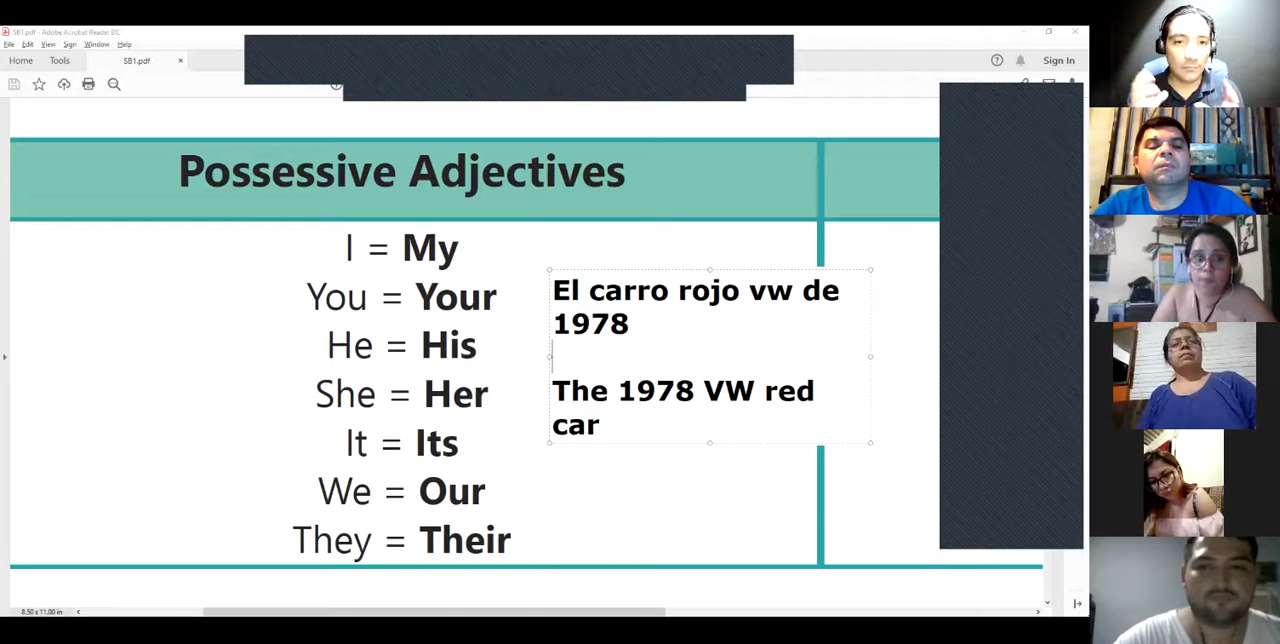 SB1.pdf - Adobe Acrobat Reader DC
File Edit View Sign Window Help
Home Tools SB1.pdf × Sign In
Possessive Adjectives
I = My
You = Your
He = His
She = Her
It = Its
We = Our
They = Their
El carro rojo vw de
1978
The 1978 VW red
car
8.50 x 11.00 in